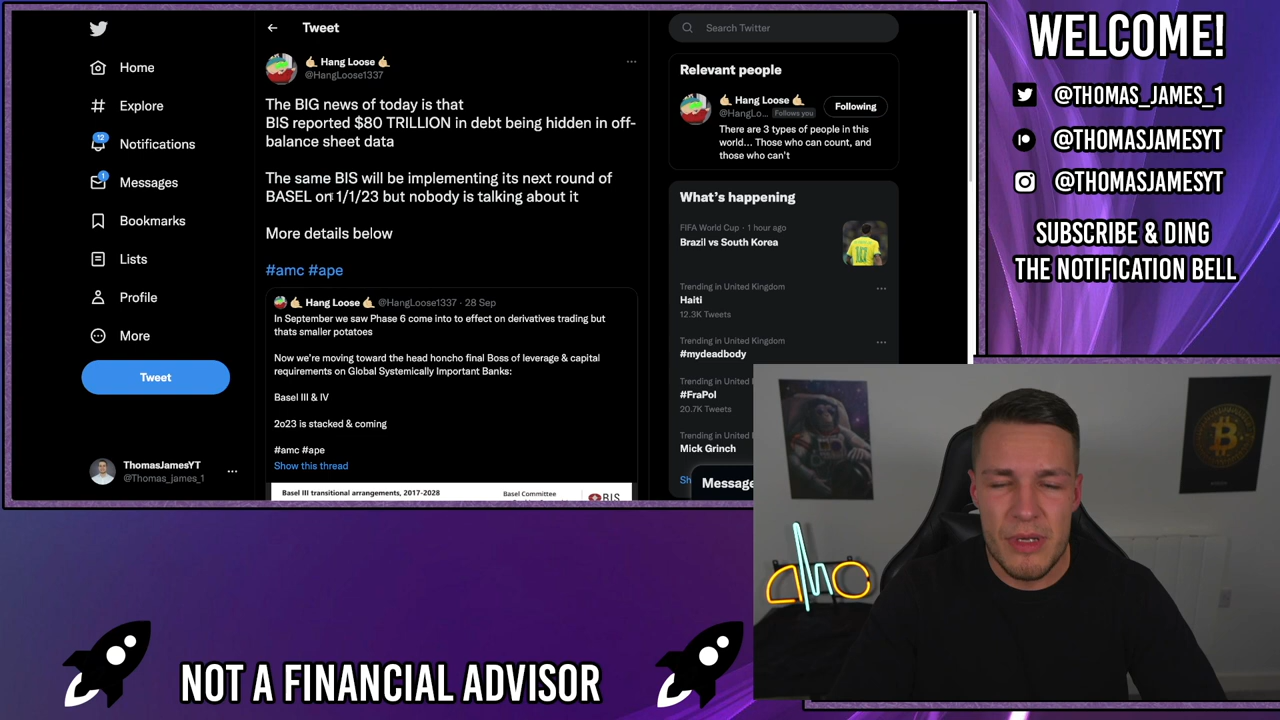 Home
Explore
12
Notifications
1
Messages
Bookmarks
Lists
Profile
More
Tweet
ThomasJamesYT
@Thomas_james_1
Tweet
Hang Loose
@HangLoose1337
The BIG news of today is that
BIS reported $80 TRILLION in debt being hidden in off-
balance sheet data
The same BIS will be implementing its next round of
BASEL on 1/1/23 but nobody is talking about it
More details below
#amc #ape
Hang Loose @HangLoose1337 · 28 Sep
In September we saw Phase 6 come into to effect on derivatives trading but
thats smaller potatoes
Now we're moving toward the head honcho final Boss of leverage & capital
requirements on Global Systemically Important Banks:
Basel III & IV
2o23 is stacked & coming
#amc #ape
Show this thread
Basel III transitional arrangements, 2017-2028
Basel Committee
BIS
Search Twitter
Relevant people
Hang Loose
Following
@HangLo... Follows you
There are 3 types of people in this
world... Those who can count, and
those who can't
What's happening
FIFA World Cup · 1 hour ago
Brazil vs South Korea
Trending in United Kingdom
Haiti
12.3K Tweets
Trending in United Kingdom
#mydeadbody
Trending in United
#FraPol
20.7K Tweets
Trending in United
Mick Grinch
Message
WELCOME!
@THOMAS_JAMES_1
@THOMASJAMESYT
@THOMASJAMESYT
SUBSCRIBE & DING
THE NOTIFICATION BELL
NOT A FINANCIAL ADVISOR